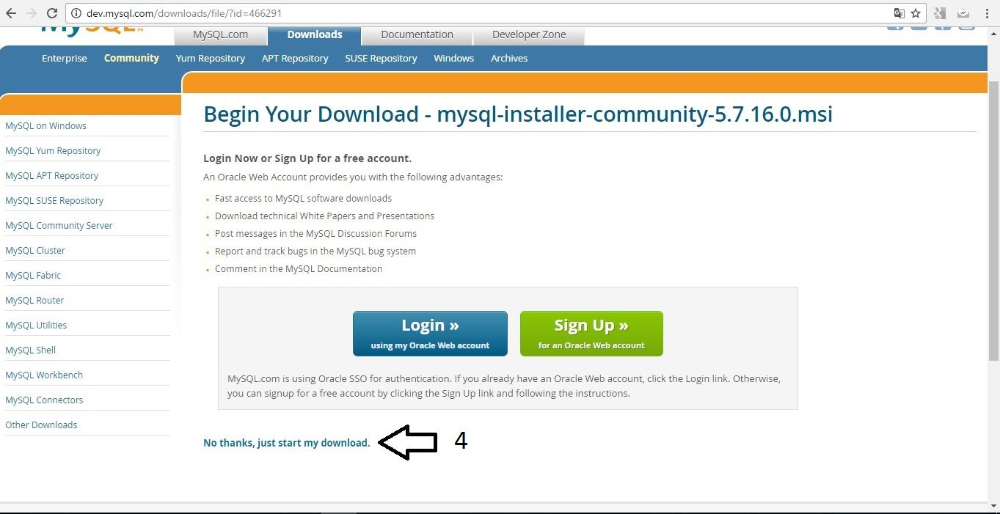 dev.mysql.com/downloads/file/?id=466291
MySQL™
MySQL.com
Downloads
Documentation
Developer Zone
Enterprise
Community
Yum Repository
APT Repository
SUSE Repository
Windows
Archives
MySQL on Windows
MySQL Yum Repository
MySQL APT Repository
MySQL SUSE Repository
MySQL Community Server
MySQL Cluster
MySQL Fabric
MySQL Router
MySQL Utilities
MySQL Shell
MySQL Workbench
MySQL Connectors
Other Downloads
Begin Your Download - mysql-installer-community-5.7.16.0.msi
Login Now or Sign Up for a free account.
An Oracle Web Account provides you with the following advantages:
Fast access to MySQL software downloads
Download technical White Papers and Presentations
Post messages in the MySQL Discussion Forums
Report and track bugs in the MySQL bug system
Comment in the MySQL Documentation
Login »
using my Oracle Web account
Sign Up »
for an Oracle Web account
MySQL.com is using Oracle SSO for authentication. If you already have an Oracle Web account, click the Login link. Otherwise,
you can signup for a free account by clicking the Sign Up link and following the instructions.
No thanks, just start my download.
4